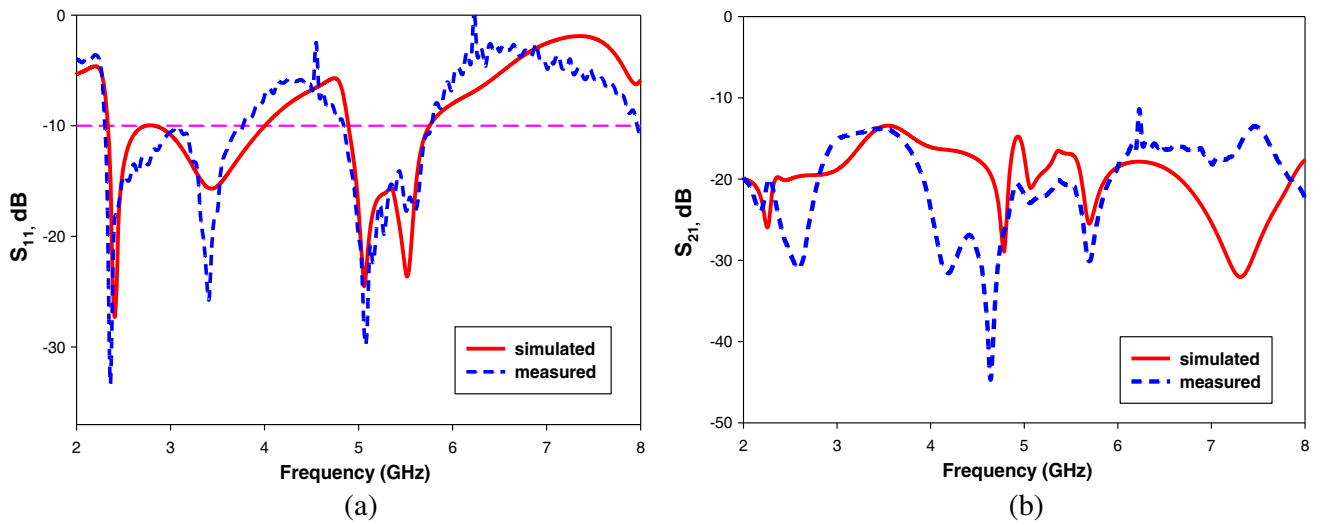 0
-10
-20
-30
S11, dB
simulated
measured
2 3 4 5 6 7 8
Frequency (GHz)
(a)
0
-10
-20
-30
-40
-50
S21, dB
simulated
measured
2 3 4 5 6 7 8
Frequency (GHz)
(b)